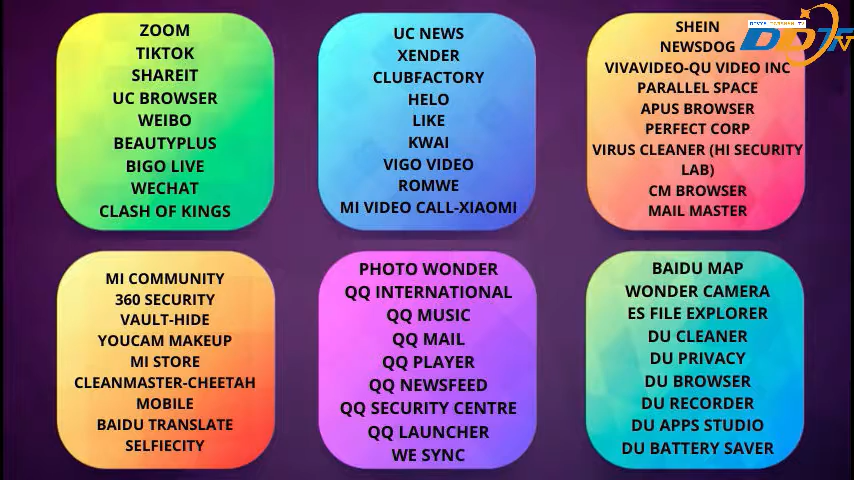 ZOOM
TIKTOK
SHAREIT
UC BROWSER
WEIBO
BEAUTYPLUS
BIGO LIVE
WECHAT
CLASH OF KINGS
UC NEWS
XENDER
CLUBFACTORY
HELO
LIKE
KWAI
VIGO VIDEO
ROMWE
MI VIDEO CALL-XIAOMI
SHEIN
NEWSDOG
VIVAVIDEO-QU VIDEO INC
PARALLEL SPACE
APUS BROWSER
PERFECT CORP
VIRUS CLEANER (HI SECURITY
LAB)
CM BROWSER
MAIL MASTER
DDTV
MI COMMUNITY
360 SECURITY
VAULT-HIDE
YOUCAM MAKEUP
MI STORE
CLEANMASTER-CHEETAH
MOBILE
BAIDU TRANSLATE
SELFIECITY
PHOTO WONDER
QQ INTERNATIONAL
QQ MUSIC
QQ MAIL
QQ PLAYER
QQ NEWSFEED
QQ SECURITY CENTRE
QQ LAUNCHER
WE SYNC
BAIDU MAP
WONDER CAMERA
ES FILE EXPLORER
DU CLEANER
DU PRIVACY
DU BROWSER
DU RECORDER
DU APPS STUDIO
DU BATTERY SAVER